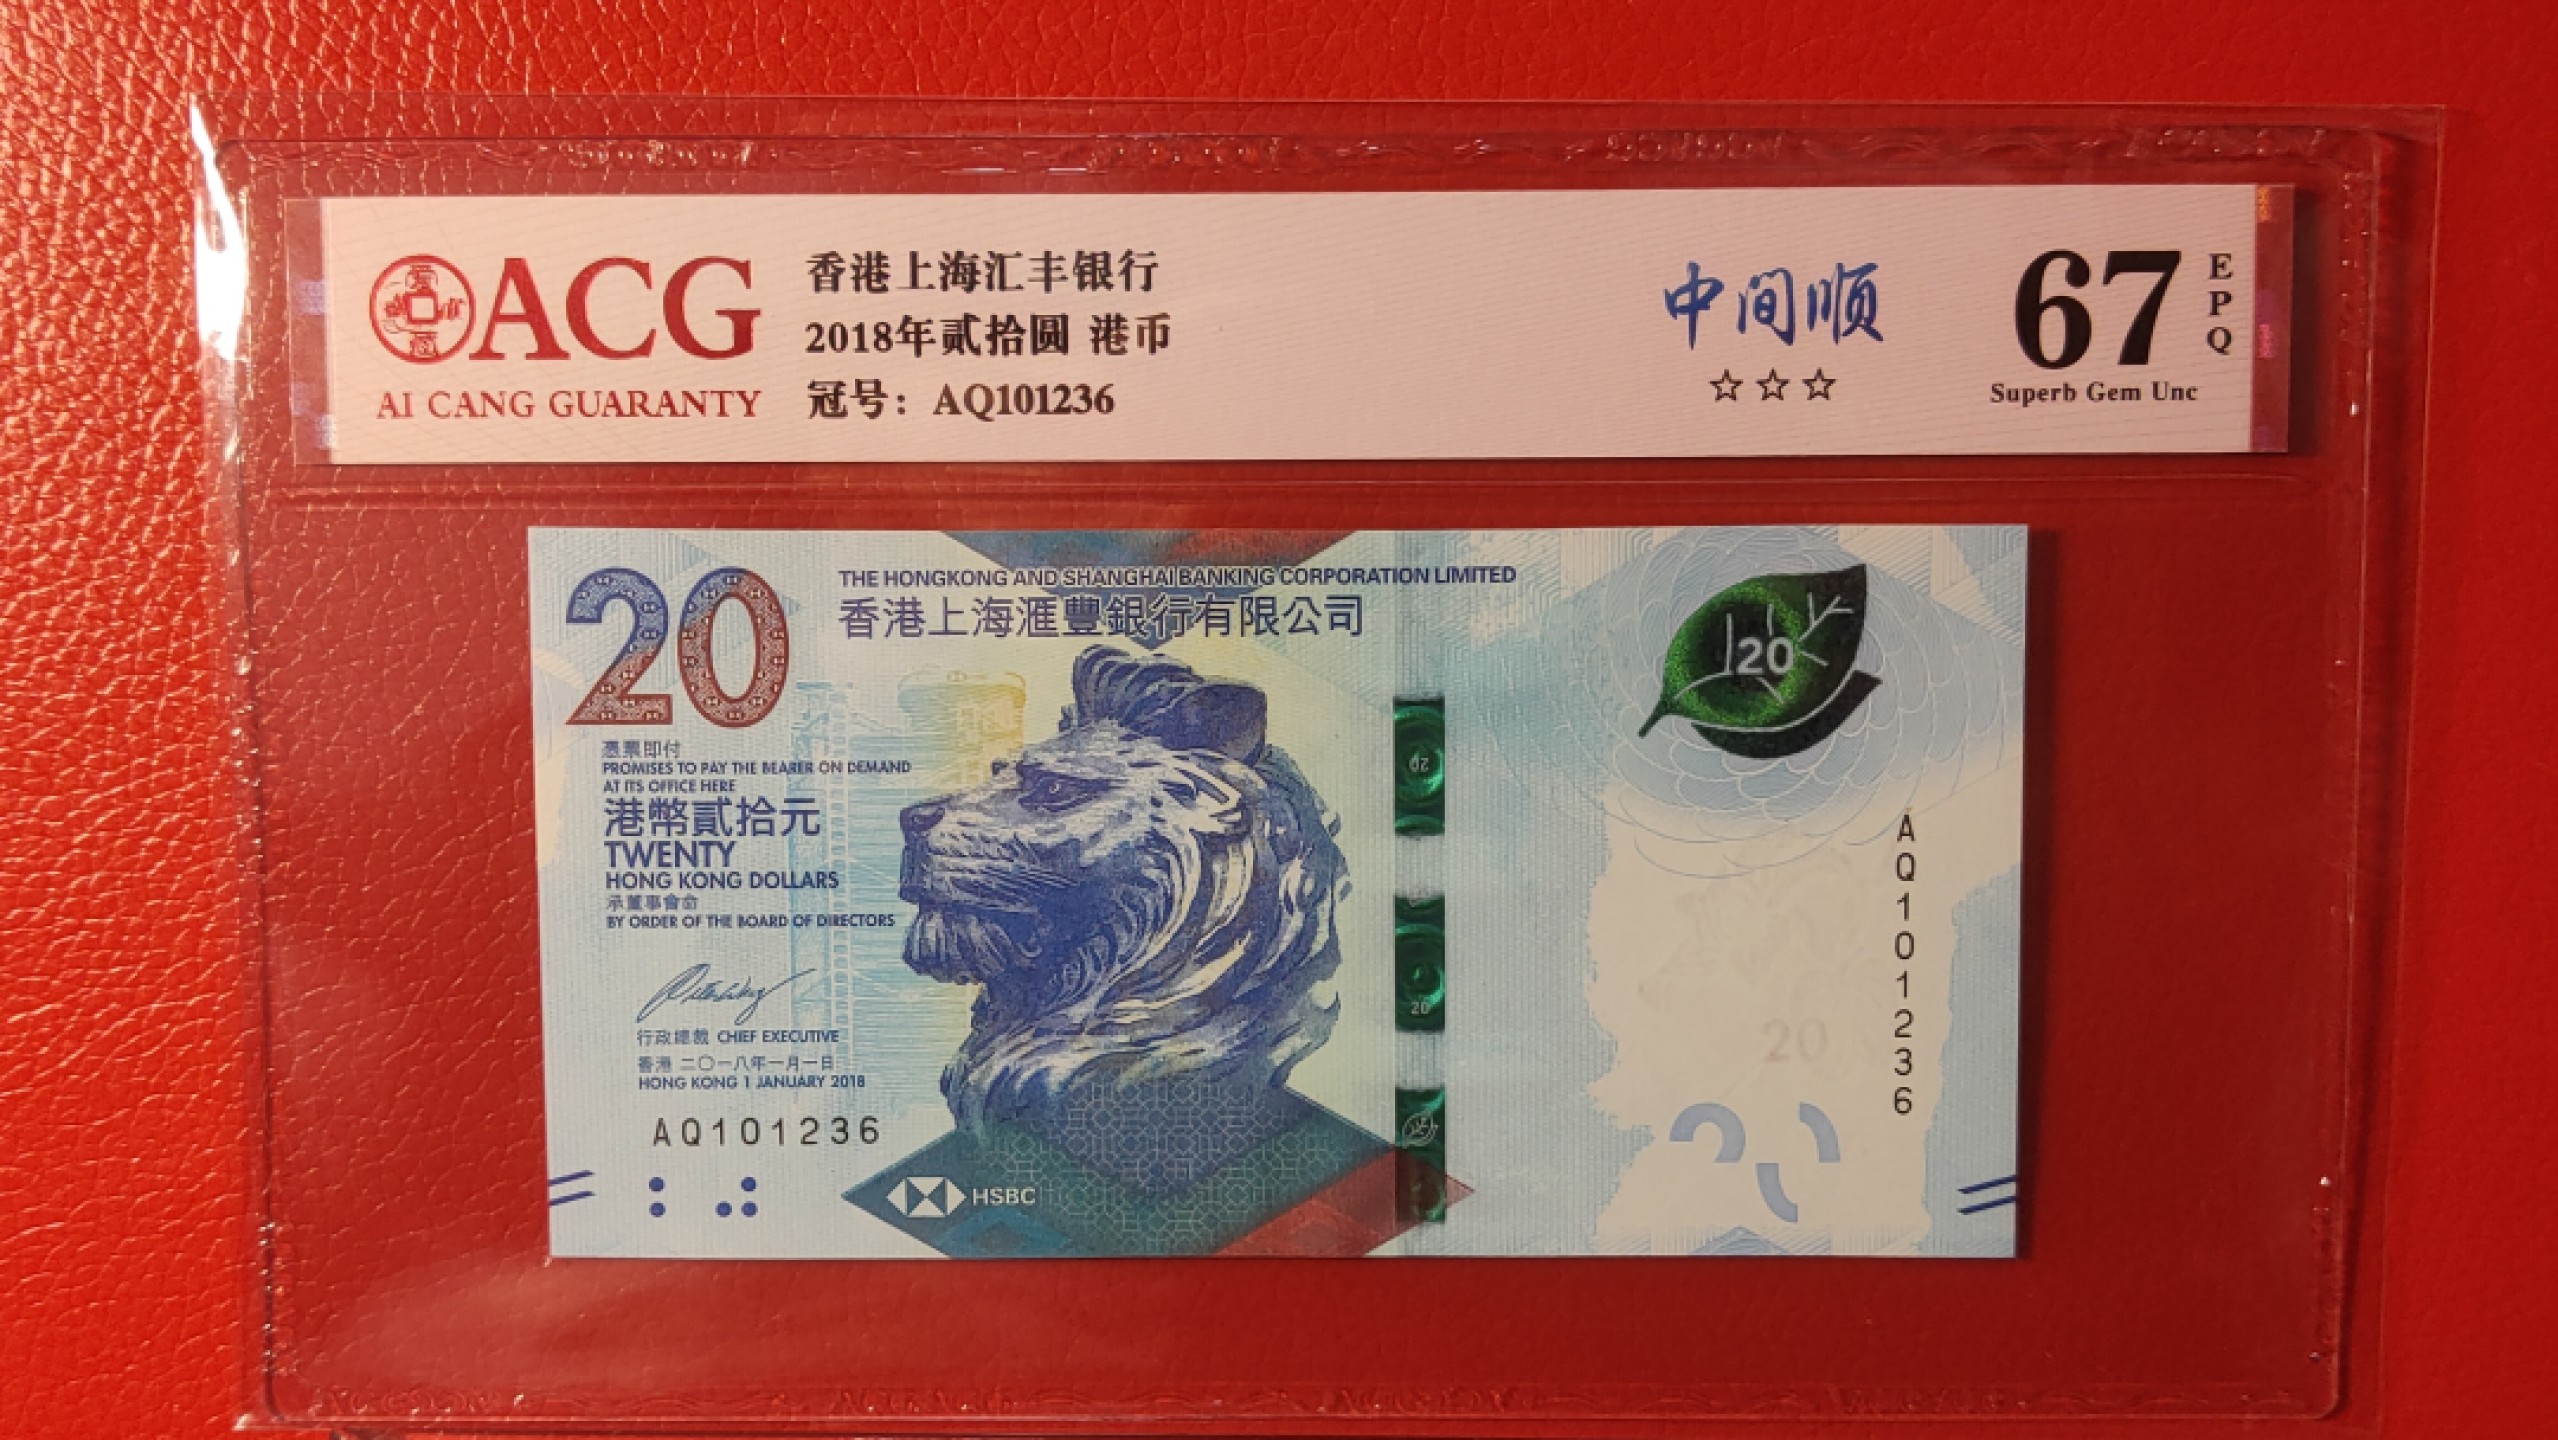 ACG
AI CANG GUARANTY
香港上海汇丰银行
2018年贰拾圆 港币
冠号：AQ101236
中间顺
☆☆☆
67
EPQ
Superb Gem Unc
20
THE HONGKONG AND SHANGHAI BANKING CORPORATION LIMITED
香港上海滙豐銀行有限公司
20
憑票即付
PROMISES TO PAY THE BEARER ON DEMAND
AT ITS OFFICE HERE
港幣貳拾元
TWENTY
HONG KONG DOLLARS
承董事會命
BY ORDER OF THE BOARD OF DIRECTORS
行政總裁 CHIEF EXECUTIVE
香港 二〇一八年一月一日
HONG KONG 1 JANUARY 2018
AQ101236
HSBC
20
20
AQ101236
20